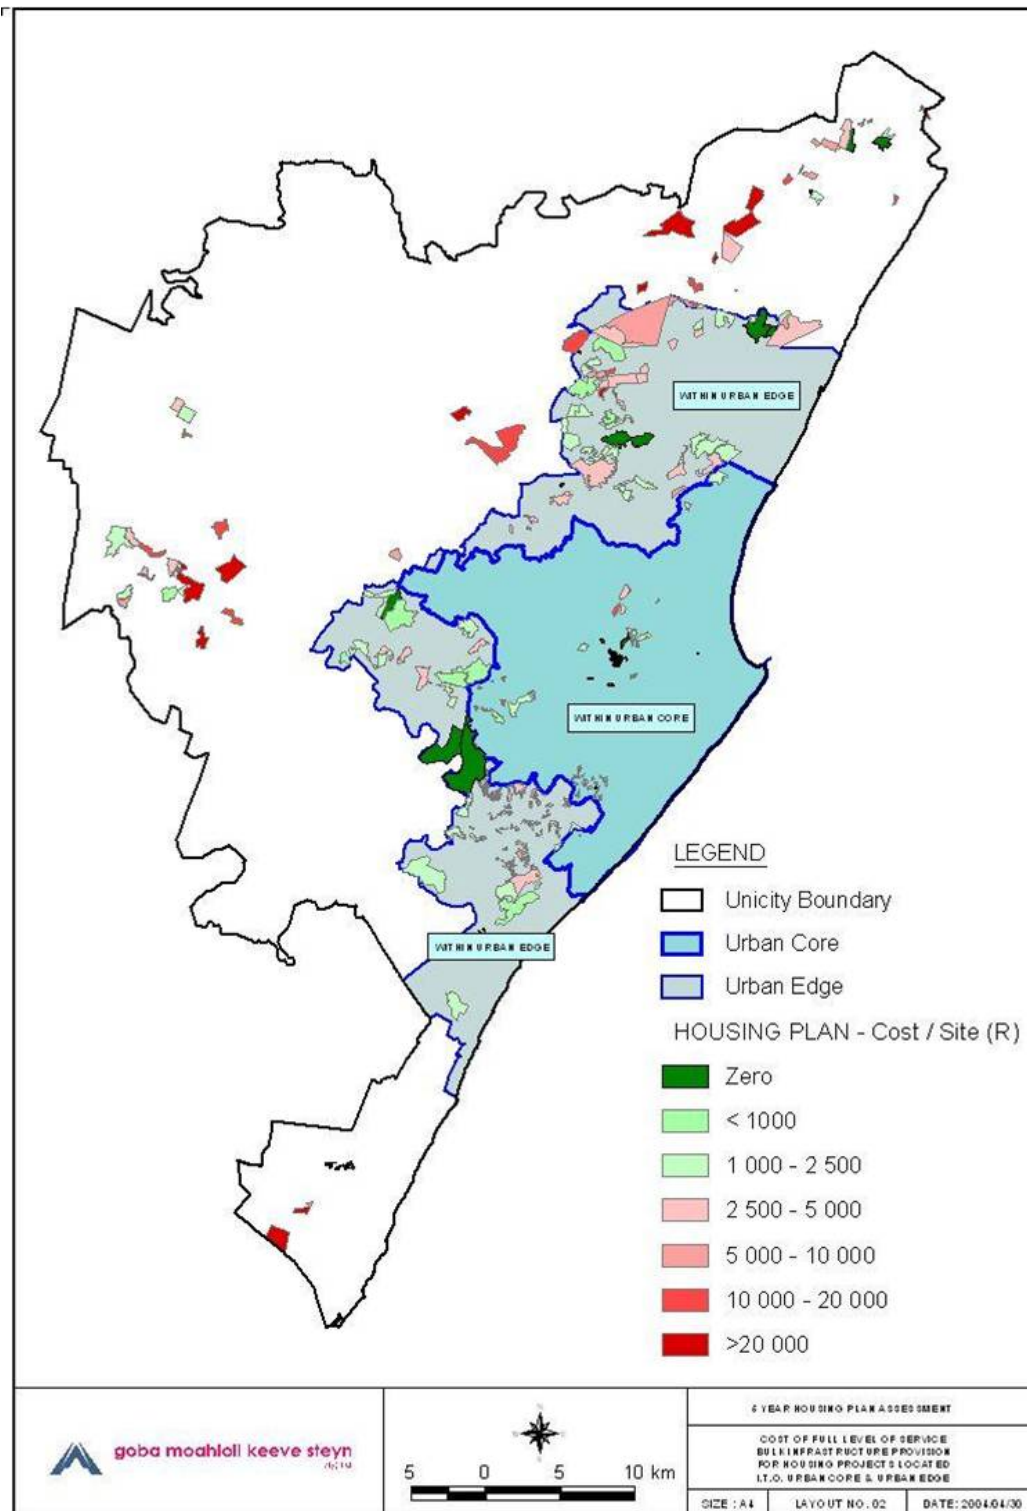 WITHIN URBAN EDGE
WITHIN URBAN CORE
WITHIN URBAN EDGE
LEGEND
Unicity Boundary
Urban Core
Urban Edge
HOUSING PLAN - Cost / Site (R)
Zero
< 1000
1 000 - 2 500
2 500 - 5 000
5 000 - 10 000
10 000 - 20 000
>20 000
goba moahloli keeve steyn
5 0 5 10 km
5 YEAR HOUSING PLAN ASSESSMENT
COST OF FULL LEVEL OF SERVICE
BULK INFRASTRUCTURE PROVISION
FOR HOUSING PROJECTS LOCATED
I.T.O. URBAN CORE & URBAN EDGE
SIZE : A4
LAYOUT NO. 02
DATE: 2004/04/30